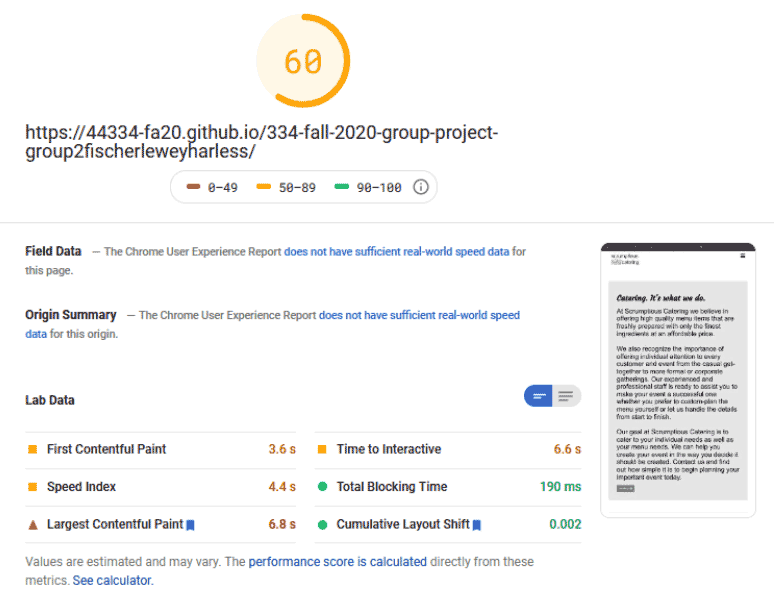 60
https://44334-fa20.github.io/334-fall-2020-group-project-
group2fischerleweyharless/
0–49 50–89 90–100
Field Data — The Chrome User Experience Report does not have sufficient real-world speed data for
this page.
Origin Summary — The Chrome User Experience Report does not have sufficient real-world speed
data for this origin.
Lab Data
First Contentful Paint 3.6 s
Time to Interactive 6.6 s
Speed Index 4.4 s
Total Blocking Time 190 ms
Largest Contentful Paint 6.8 s
Cumulative Layout Shift 0.002
Values are estimated and may vary. The performance score is calculated directly from these
metrics. See calculator.
Catering
Catering. It's what we do.
At Scrumptious Catering we believe in
offering high quality menu items that are
freshly prepared with only the finest
ingredients at an affordable price.
We also recognize the importance of
offering individual attention to every
customer and event from the casual get-
together to more formal or corporate
gatherings. Our experienced and
professional staff is ready to assist you to
make your event a successful one
whether you prefer to custom-plan the
menu yourself or let us handle the details
from start to finish.
Our goal at Scrumptious Catering is to
cater to your individual needs as well as
your menu needs. We can help you
create your event in the way you decide it
should be created. Contact us and find
out how simple it is to begin planning your
important event today.